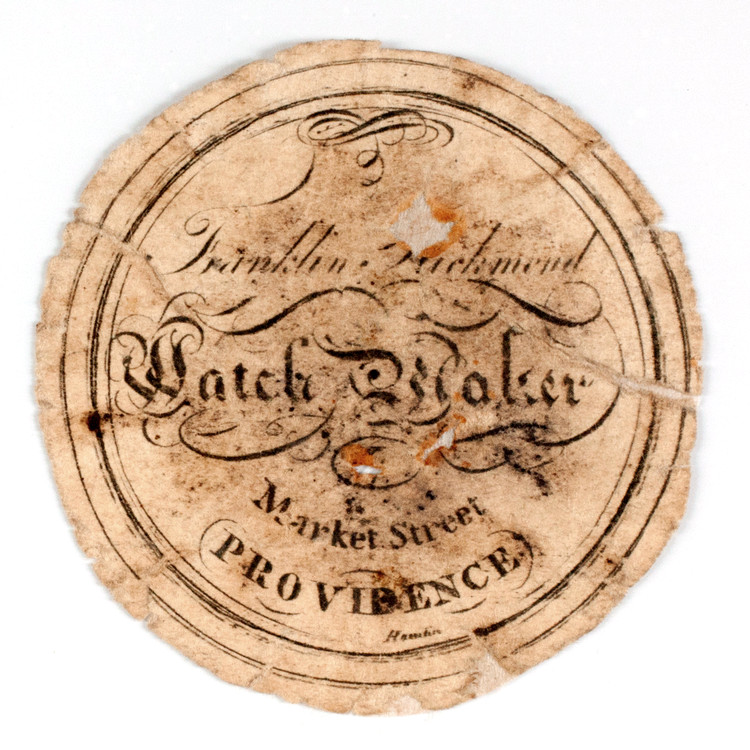 Franklin Richmond
Watch Maker
Market Street
PROVIDENCE
Hamlin